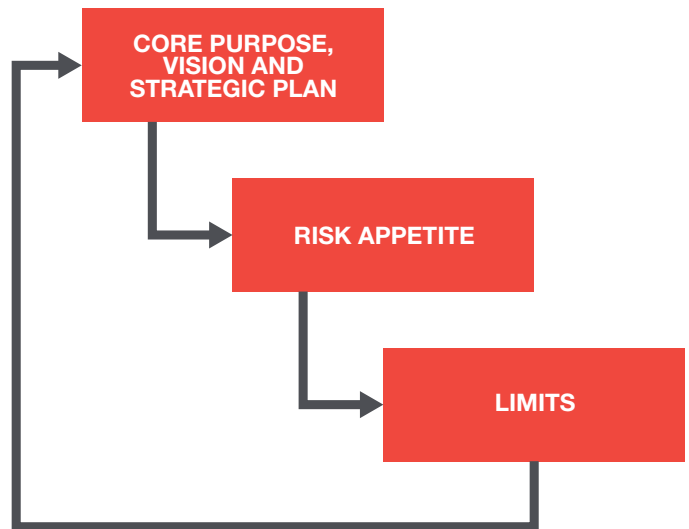 CORE PURPOSE,
VISION AND
STRATEGIC PLAN
RISK APPETITE
LIMITS